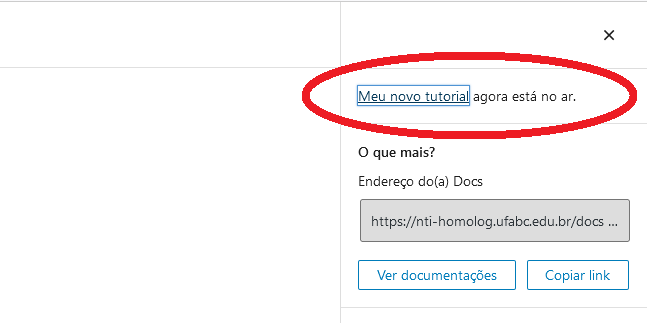 Meu novo tutorial agora está no ar.
O que mais?
Endereço do(a) Docs
https://nti-homolog.ufabc.edu.br/docs ...
Ver documentações
Copiar link